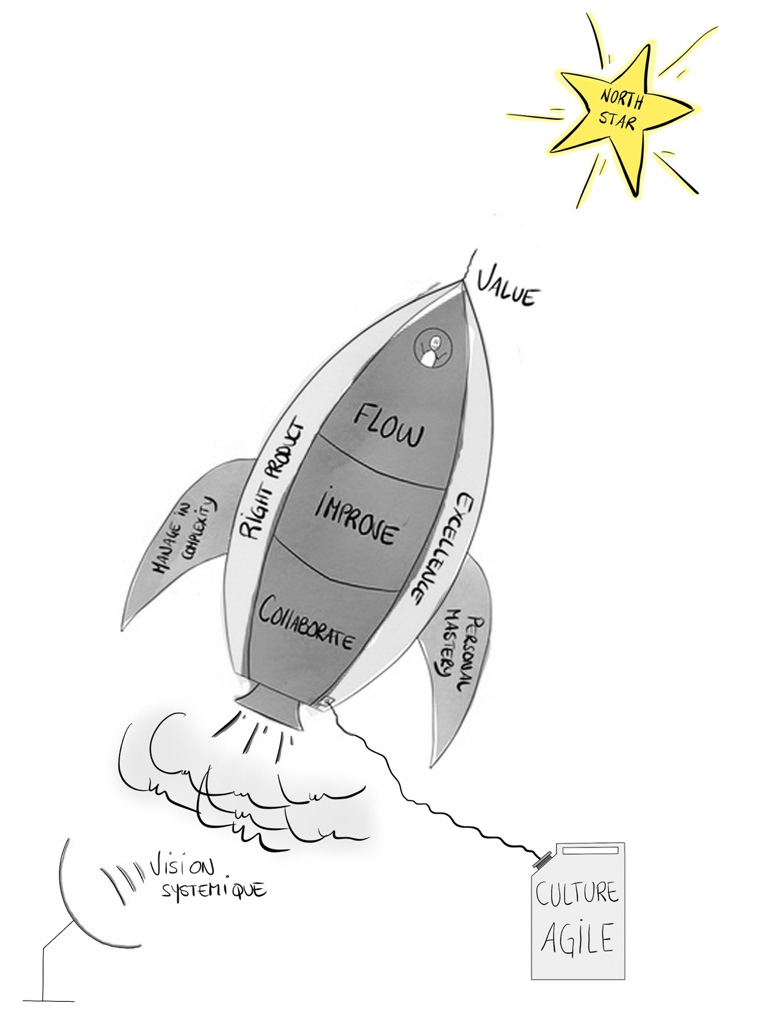 NORTH
STAR
VALUE
FLOW
IMPROVE
COLLABORATE
RIGHT PRODUCT
EXCELLENCE
MANAGE IN
COMPLEXITY
PERSONAL
MASTERY
VISION
SYSTEMIQUE
CULTURE
AGILE